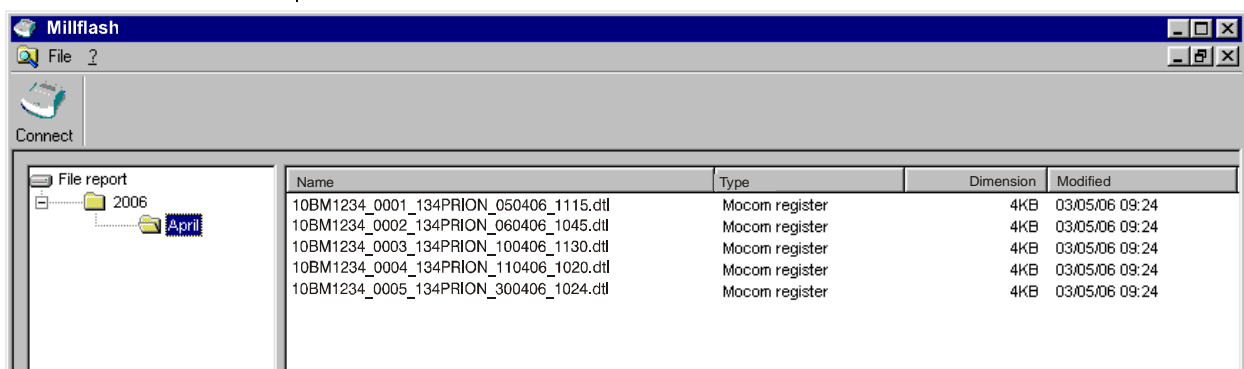 Millflash
File ?
Connect
File report
2006
April
Name Type Dimension Modified
10BM1234_0001_134PRION_050406_1115.dtl Mocom register 4KB 03/05/06 09:24
10BM1234_0002_134PRION_060406_1045.dtl Mocom register 4KB 03/05/06 09:24
10BM1234_0003_134PRION_100406_1130.dtl Mocom register 4KB 03/05/06 09:24
10BM1234_0004_134PRION_110406_1020.dtl Mocom register 4KB 03/05/06 09:24
10BM1234_0005_134PRION_300406_1024.dtl Mocom register 4KB 03/05/06 09:24